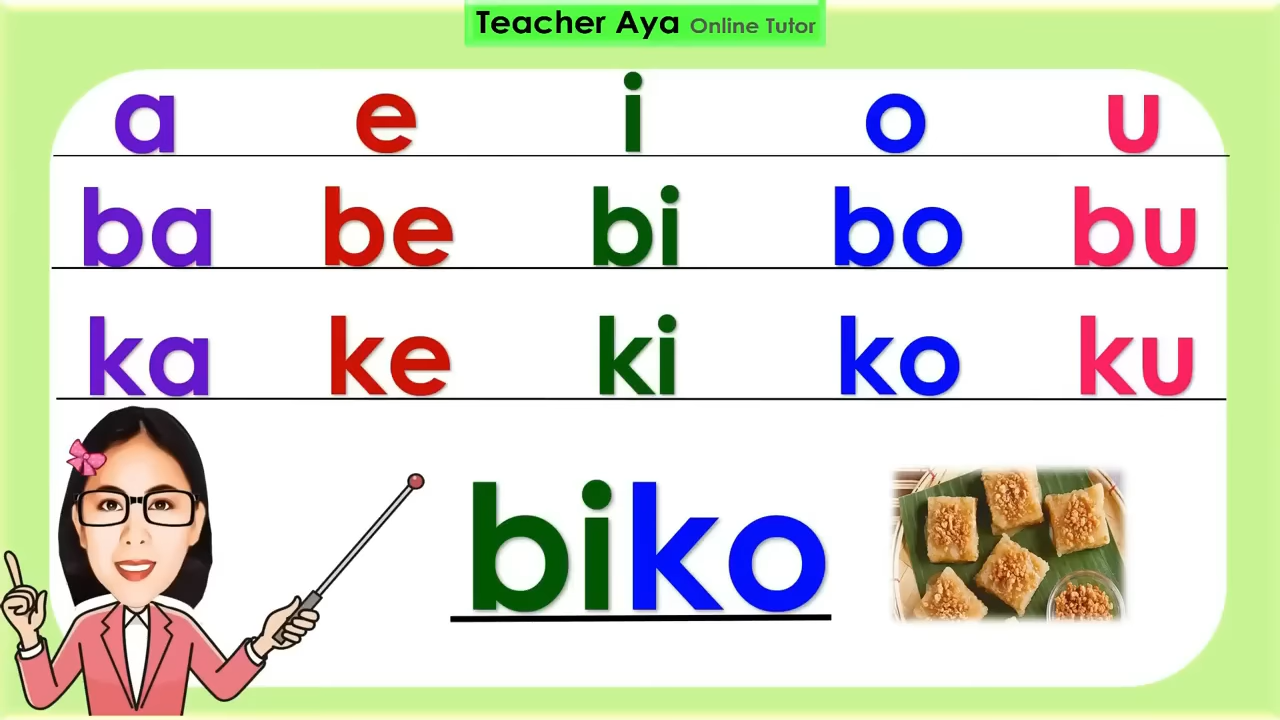 Teacher Aya Online Tutor
a e i o u
ba be bi bo bu
ka ke ki ko ku
biko